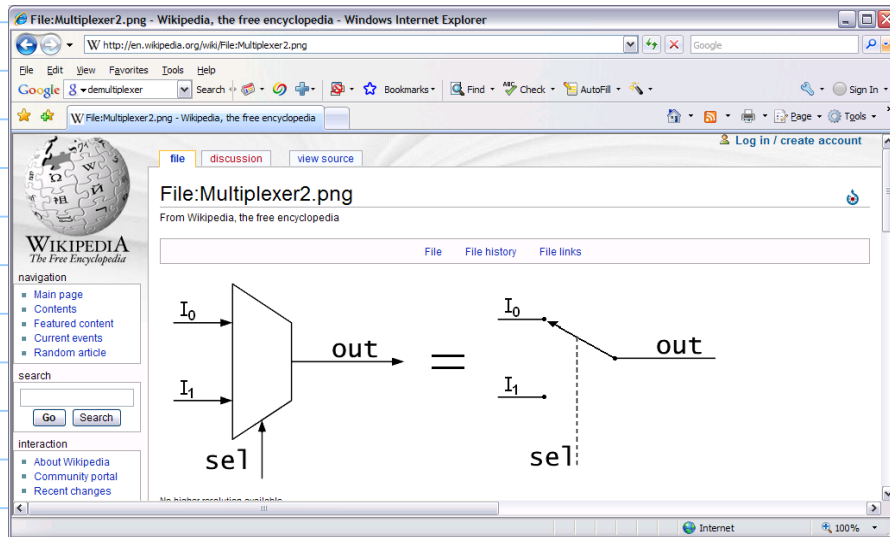 File:Multiplexer2.png - Wikipedia, the free encyclopedia - Windows Internet Explorer
W http://en.wikipedia.org/wiki/File:Multiplexer2.png Google
File Edit View Favorites Tools Help
Google demultiplexer Search Bookmarks Find ABC Check AutoFill Sign In
W File:Multiplexer2.png - Wikipedia, the free encyclopedia Page Tools
Log in / create account
file discussion view source
File:Multiplexer2.png
From Wikipedia, the free encyclopedia
WIKIPEDIA
The Free Encyclopedia
File File history File links
navigation
Main page
Contents
Featured content
Current events
Random article
search
Go Search
interaction
About Wikipedia
Community portal
Recent changes
I0
I1
out
sel
=
I0
I1
out
sel
No higher resolution available
Internet 100%